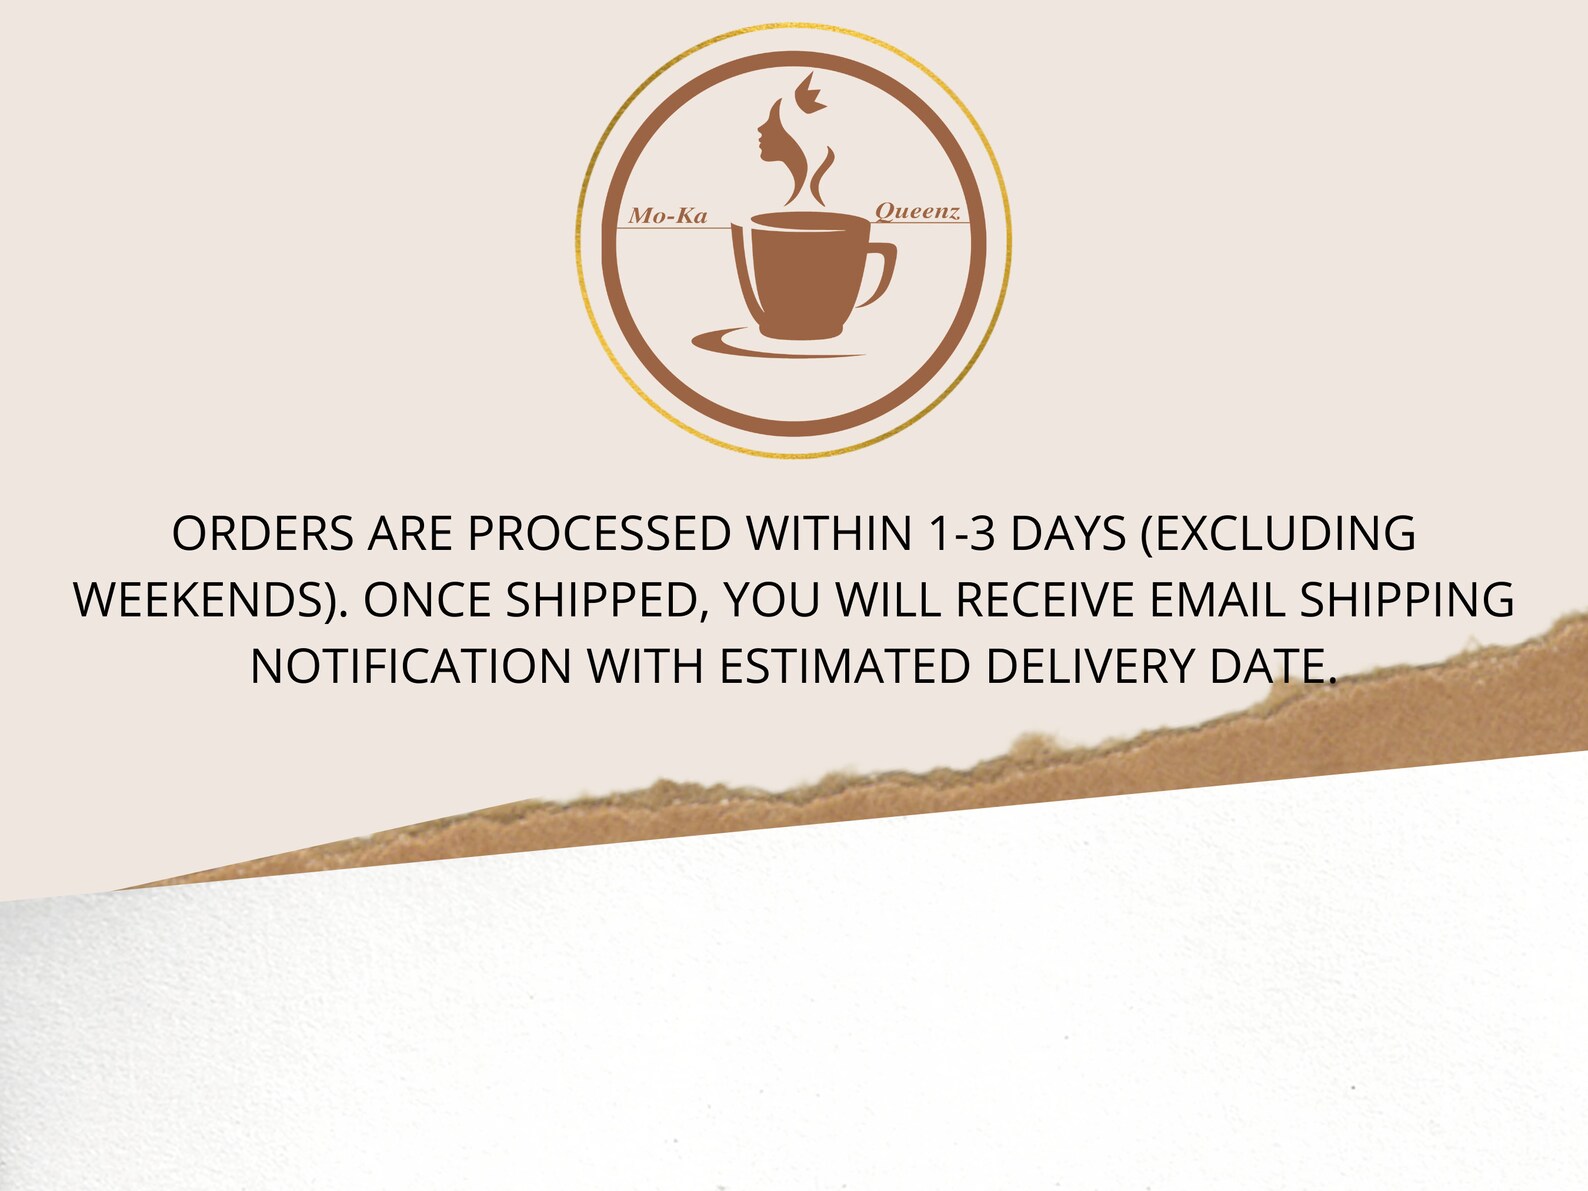 Mo-Ka Queenz
ORDERS ARE PROCESSED WITHIN 1-3 DAYS (EXCLUDING
WEEKENDS). ONCE SHIPPED, YOU WILL RECEIVE EMAIL SHIPPING
NOTIFICATION WITH ESTIMATED DELIVERY DATE.